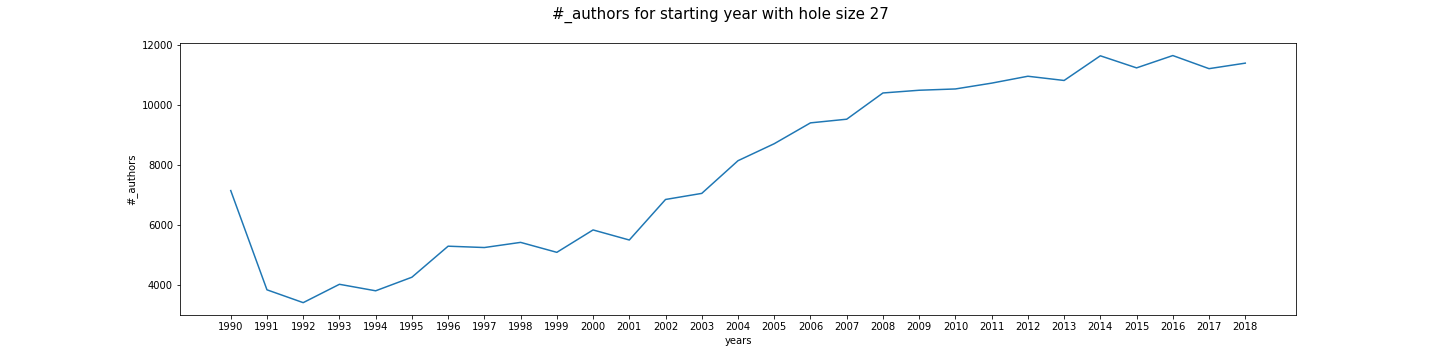 #_authors for starting year with hole size 27
12000
10000
8000
6000
4000
#_authors
1990 1991 1992 1993 1994 1995 1996 1997 1998 1999 2000 2001 2002 2003 2004 2005 2006 2007 2008 2009 2010 2011 2012 2013 2014 2015 2016 2017 2018
years